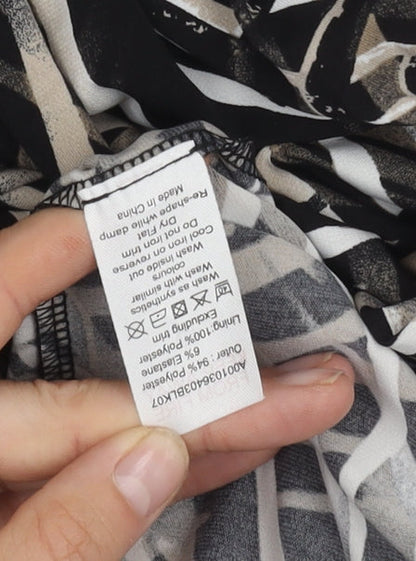 A001036403BLK07
Outer : 94% Polyester
6% Elastane
Lining: 100% Polyester
Excluding trim
Wash as synthetics
Wash with similar
colours
Wash inside out
Cool iron on reverse
Do not iron trim
Dry Flat
Re-shape while damp
Made in China